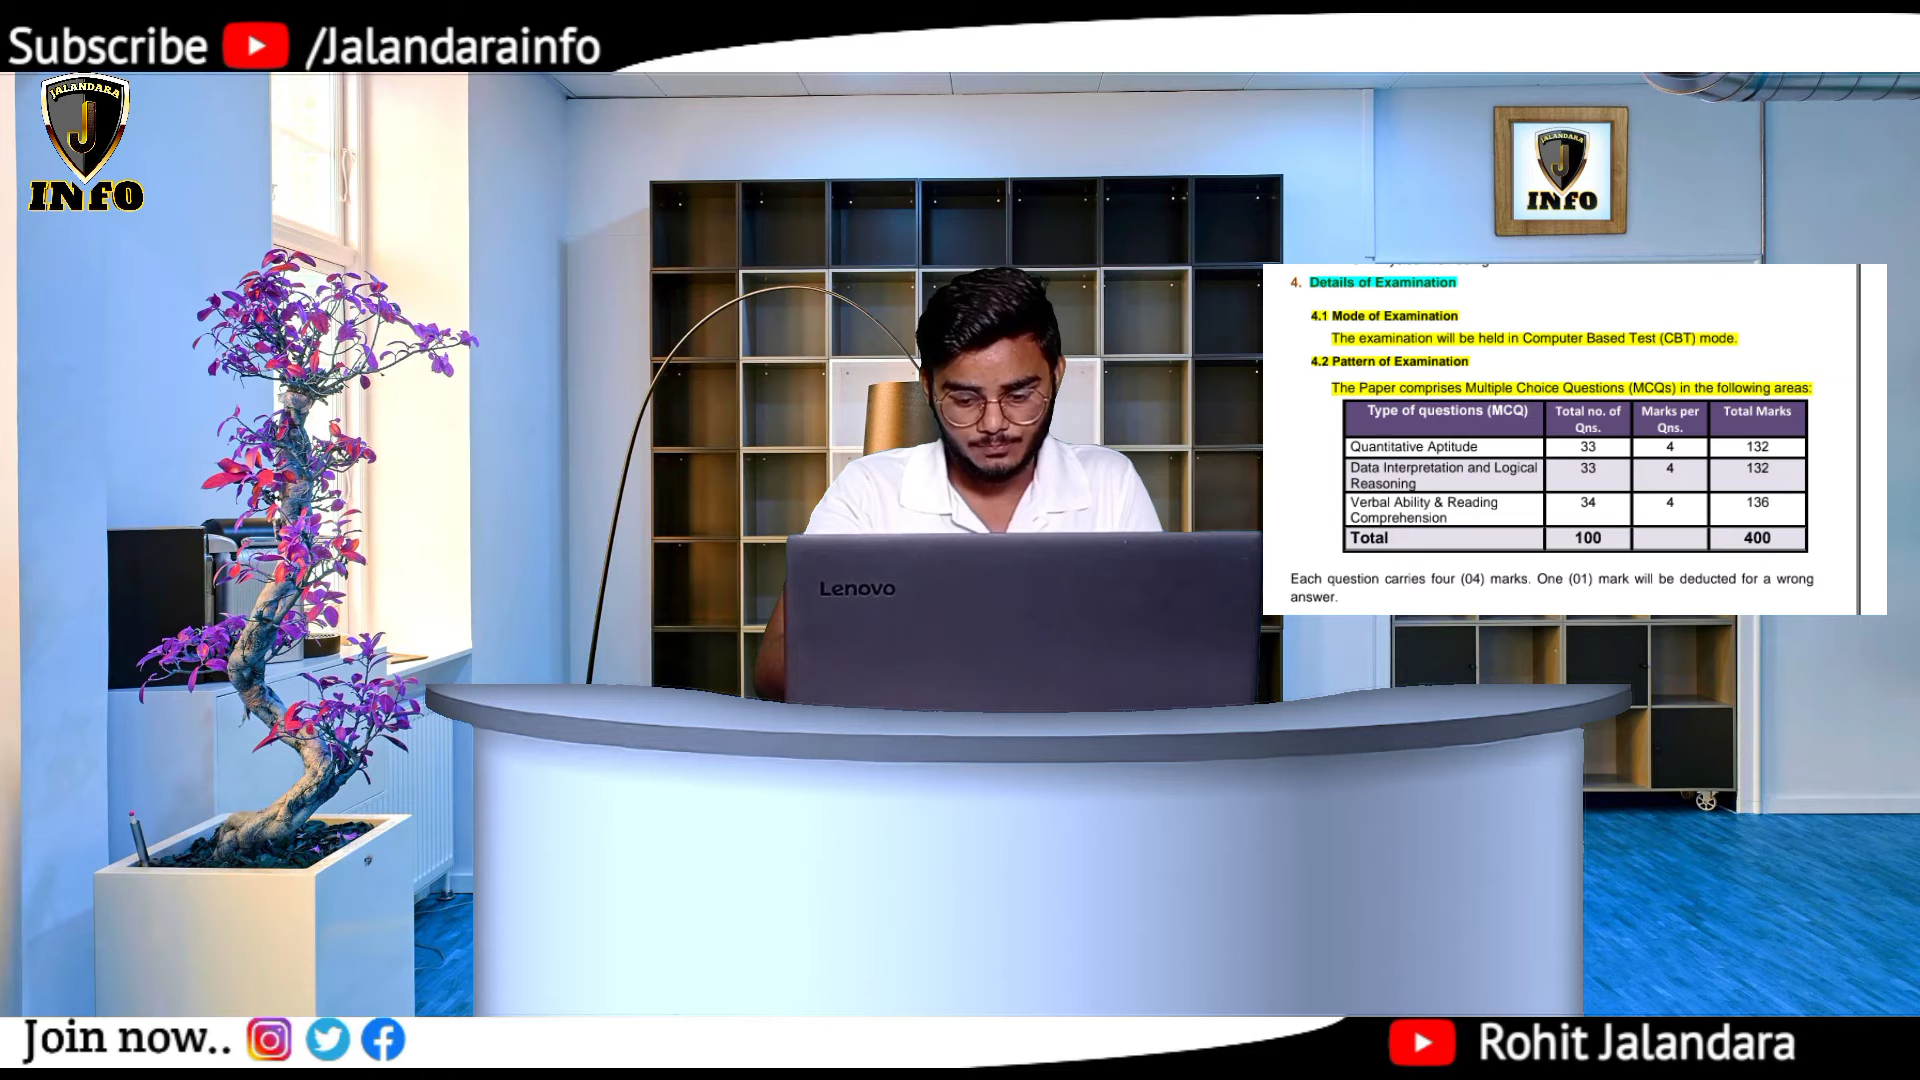 Subscribe /Jalandarainfo
JALANDARA
J
INFO
JALANDARA
J
INFO
4. Details of Examination
4.1 Mode of Examination
The examination will be held in Computer Based Test (CBT) mode.
4.2 Pattern of Examination
The Paper comprises Multiple Choice Questions (MCQs) in the following areas:
Type of questions (MCQ) Total no. of Qns. Marks per Qns. Total Marks
Quantitative Aptitude 33 4 132
Data Interpretation and Logical Reasoning 33 4 132
Verbal Ability & Reading Comprehension 34 4 136
Total 100 400
Each question carries four (04) marks. One (01) mark will be deducted for a wrong
answer.
Lenovo
Join now..
Rohit Jalandara